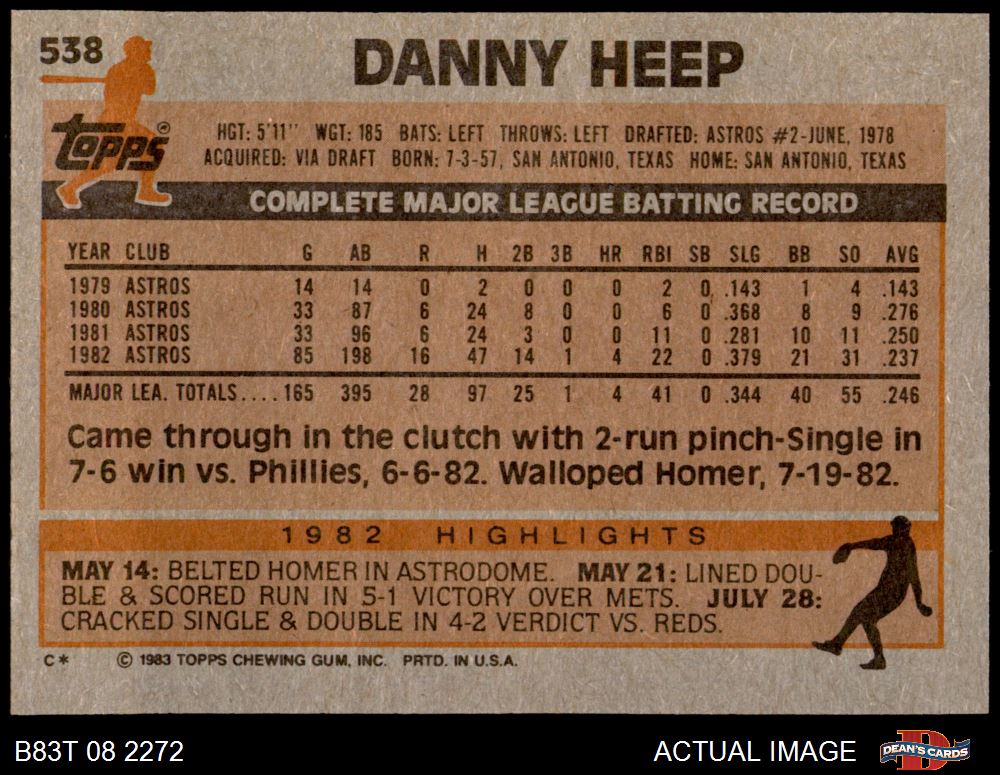 538
DANNY HEEP
Topps®
HGT: 5'11" WGT: 185 BATS: LEFT THROWS: LEFT DRAFTED: ASTROS #2-JUNE, 1978
ACQUIRED: VIA DRAFT BORN: 7-3-57, SAN ANTONIO, TEXAS HOME: SAN ANTONIO, TEXAS
COMPLETE MAJOR LEAGUE BATTING RECORD
YEAR CLUB G AB R H 2B 3B HR RBI SB SLG BB SO AVG
1979 ASTROS 14 14 0 2 0 0 0 2 0 .143 1 4 .143
1980 ASTROS 33 87 6 24 8 0 0 6 0 .368 8 9 .276
1981 ASTROS 33 96 6 24 3 0 0 11 0 .281 10 11 .250
1982 ASTROS 85 198 16 47 14 1 4 22 0 .379 21 31 .237
MAJOR LEA. TOTALS.... 165 395 28 97 25 1 4 41 0 .344 40 55 .246
Came through in the clutch with 2-run pinch-Single in
7-6 win vs. Phillies, 6-6-82. Walloped Homer, 7-19-82.
1982 HIGHLIGHTS
MAY 14: BELTED HOMER IN ASTRODOME. MAY 21: LINED DOU-
BLE & SCORED RUN IN 5-1 VICTORY OVER METS. JULY 28:
CRACKED SINGLE & DOUBLE IN 4-2 VERDICT VS. REDS.
C* © 1983 TOPPS CHEWING GUM, INC. PRTD. IN U.S.A.
B83T 08 2272
ACTUAL IMAGE
DEAN'S CARDS